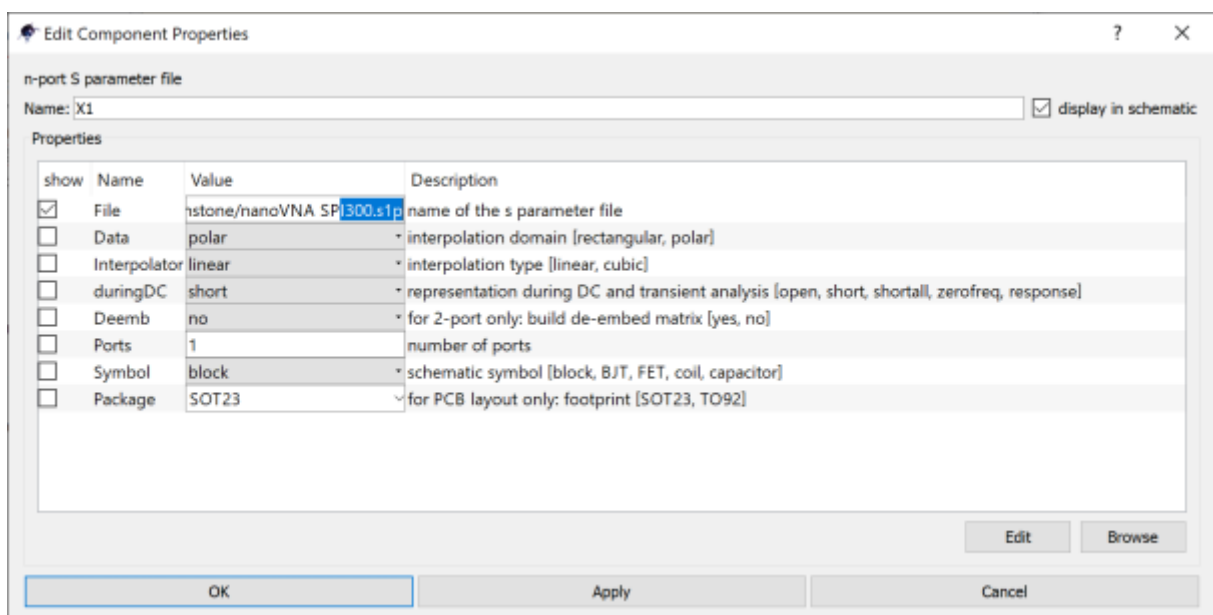 Edit Component Properties ? ×
n-port S parameter file
Name: X1 display in schematic
Properties
show Name Value Description
File nstone/nanoVNA SPI300.s1p name of the s parameter file
Data polar interpolation domain [rectangular, polar]
Interpolator linear interpolation type [linear, cubic]
duringDC short representation during DC and transient analysis [open, short, shortall, zerofreq, response]
Deemb no for 2-port only: build de-embed matrix [yes, no]
Ports 1 number of ports
Symbol block schematic symbol [block, BJT, FET, coil, capacitor]
Package SOT23 for PCB layout only: footprint [SOT23, TO92]
Edit Browse
OK Apply Cancel